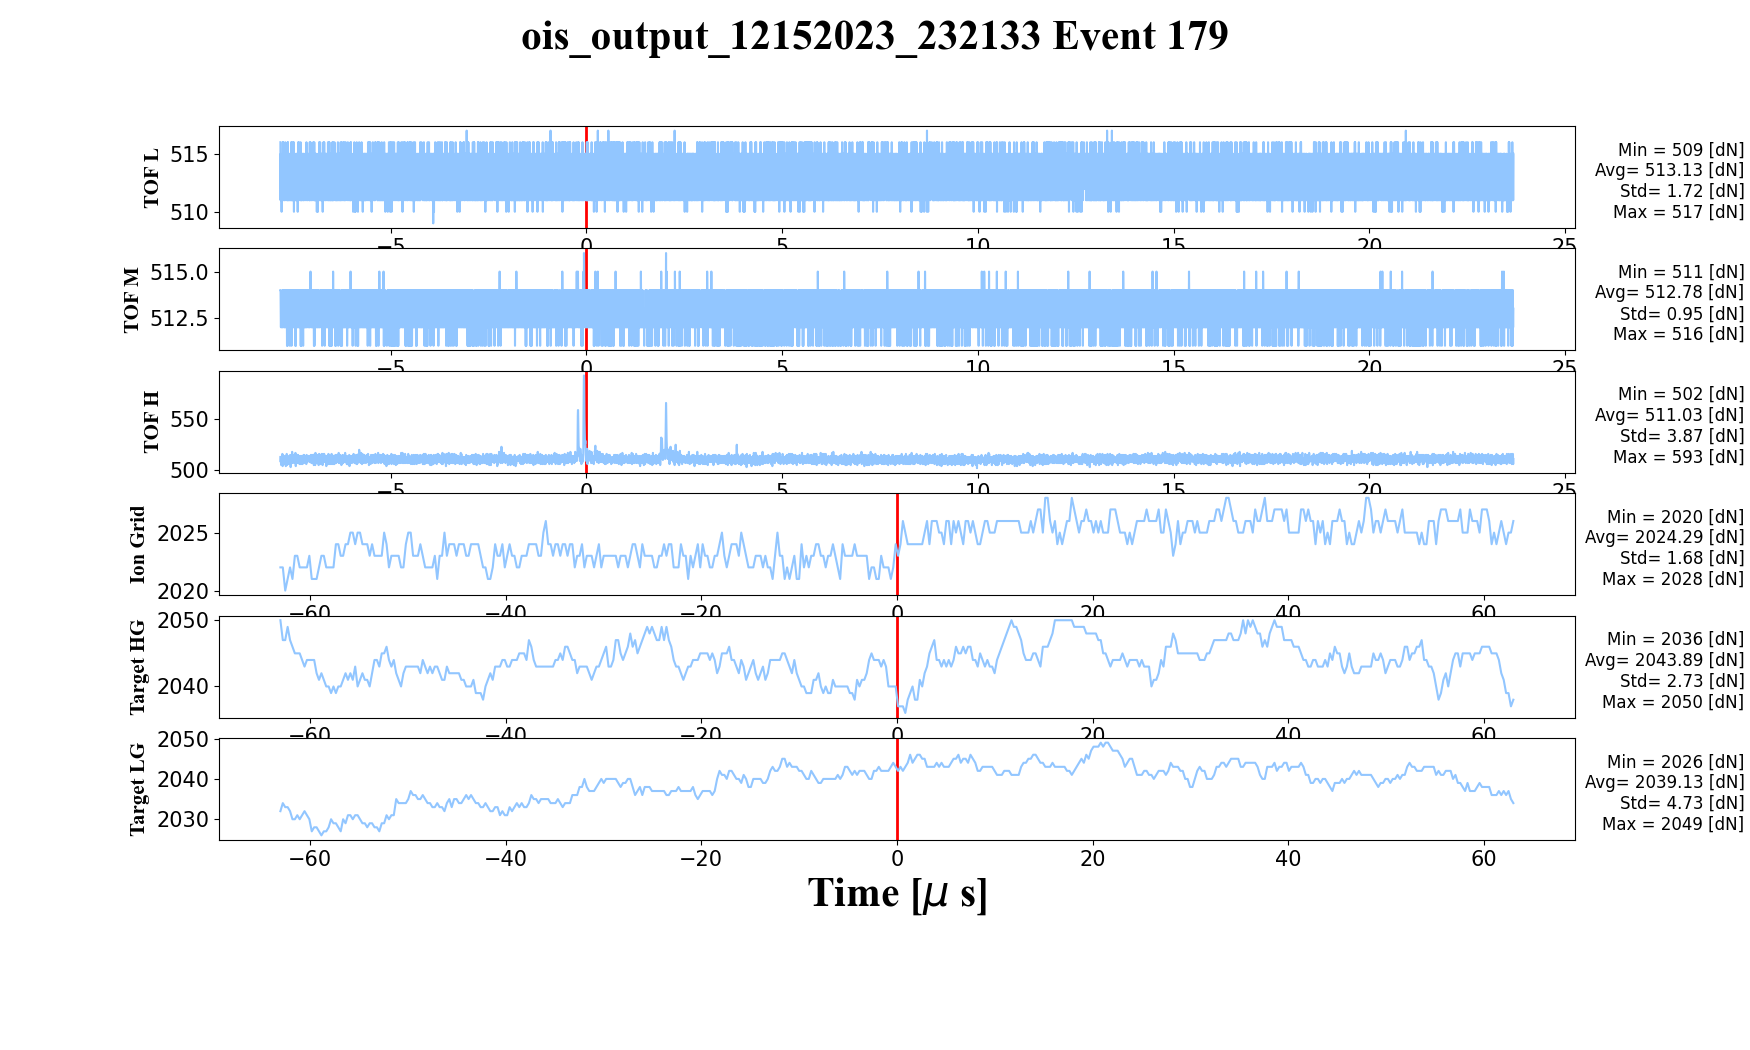 ois_output_12152023_232133 Event 179
TOF L
515
510
−5
0
5
10
15
20
25
Min = 509 [dN]
Avg= 513.13 [dN]
Std= 1.72 [dN]
Max = 517 [dN]
TOF M
515.0
512.5
−5
0
5
10
15
20
25
Min = 511 [dN]
Avg= 512.78 [dN]
Std= 0.95 [dN]
Max = 516 [dN]
TOF H
550
500
−5
0
5
10
15
20
25
Min = 502 [dN]
Avg= 511.03 [dN]
Std= 3.87 [dN]
Max = 593 [dN]
Ion Grid
2025
2020
−60
−40
−20
0
20
40
60
Min = 2020 [dN]
Avg= 2024.29 [dN]
Std= 1.68 [dN]
Max = 2028 [dN]
Target HG
2050
2040
−60
−40
−20
0
20
40
60
Min = 2036 [dN]
Avg= 2043.89 [dN]
Std= 2.73 [dN]
Max = 2050 [dN]
Target LG
2050
2040
2030
−60
−40
−20
0
20
40
60
Min = 2026 [dN]
Avg= 2039.13 [dN]
Std= 4.73 [dN]
Max = 2049 [dN]
Time [μ s]